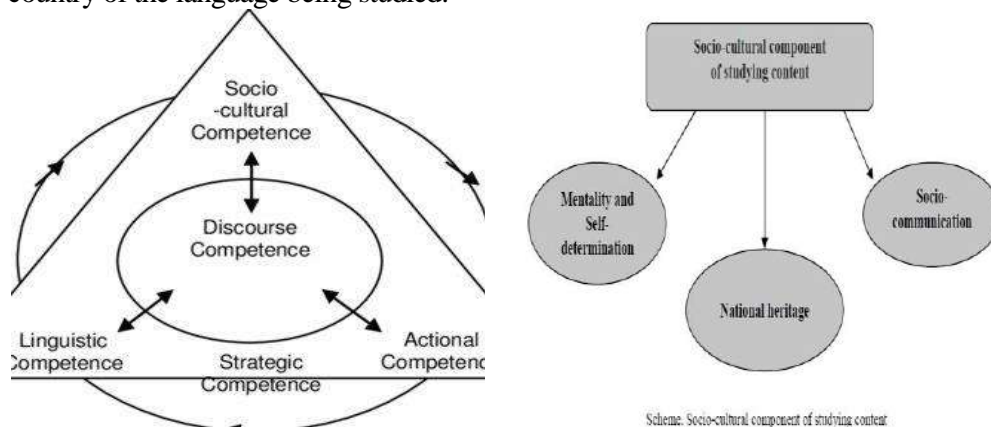 country of the language being studied.
Socio
-cultural
Competence
Discourse
Competence
Linguistic
Competence
Strategic
Competence
Actional
Competenc
Socio-cultural component
of studying content
Mentality and
Self-
determination
National heritage
Socio-
communication
Scheme. Socio-cultural component of studying content